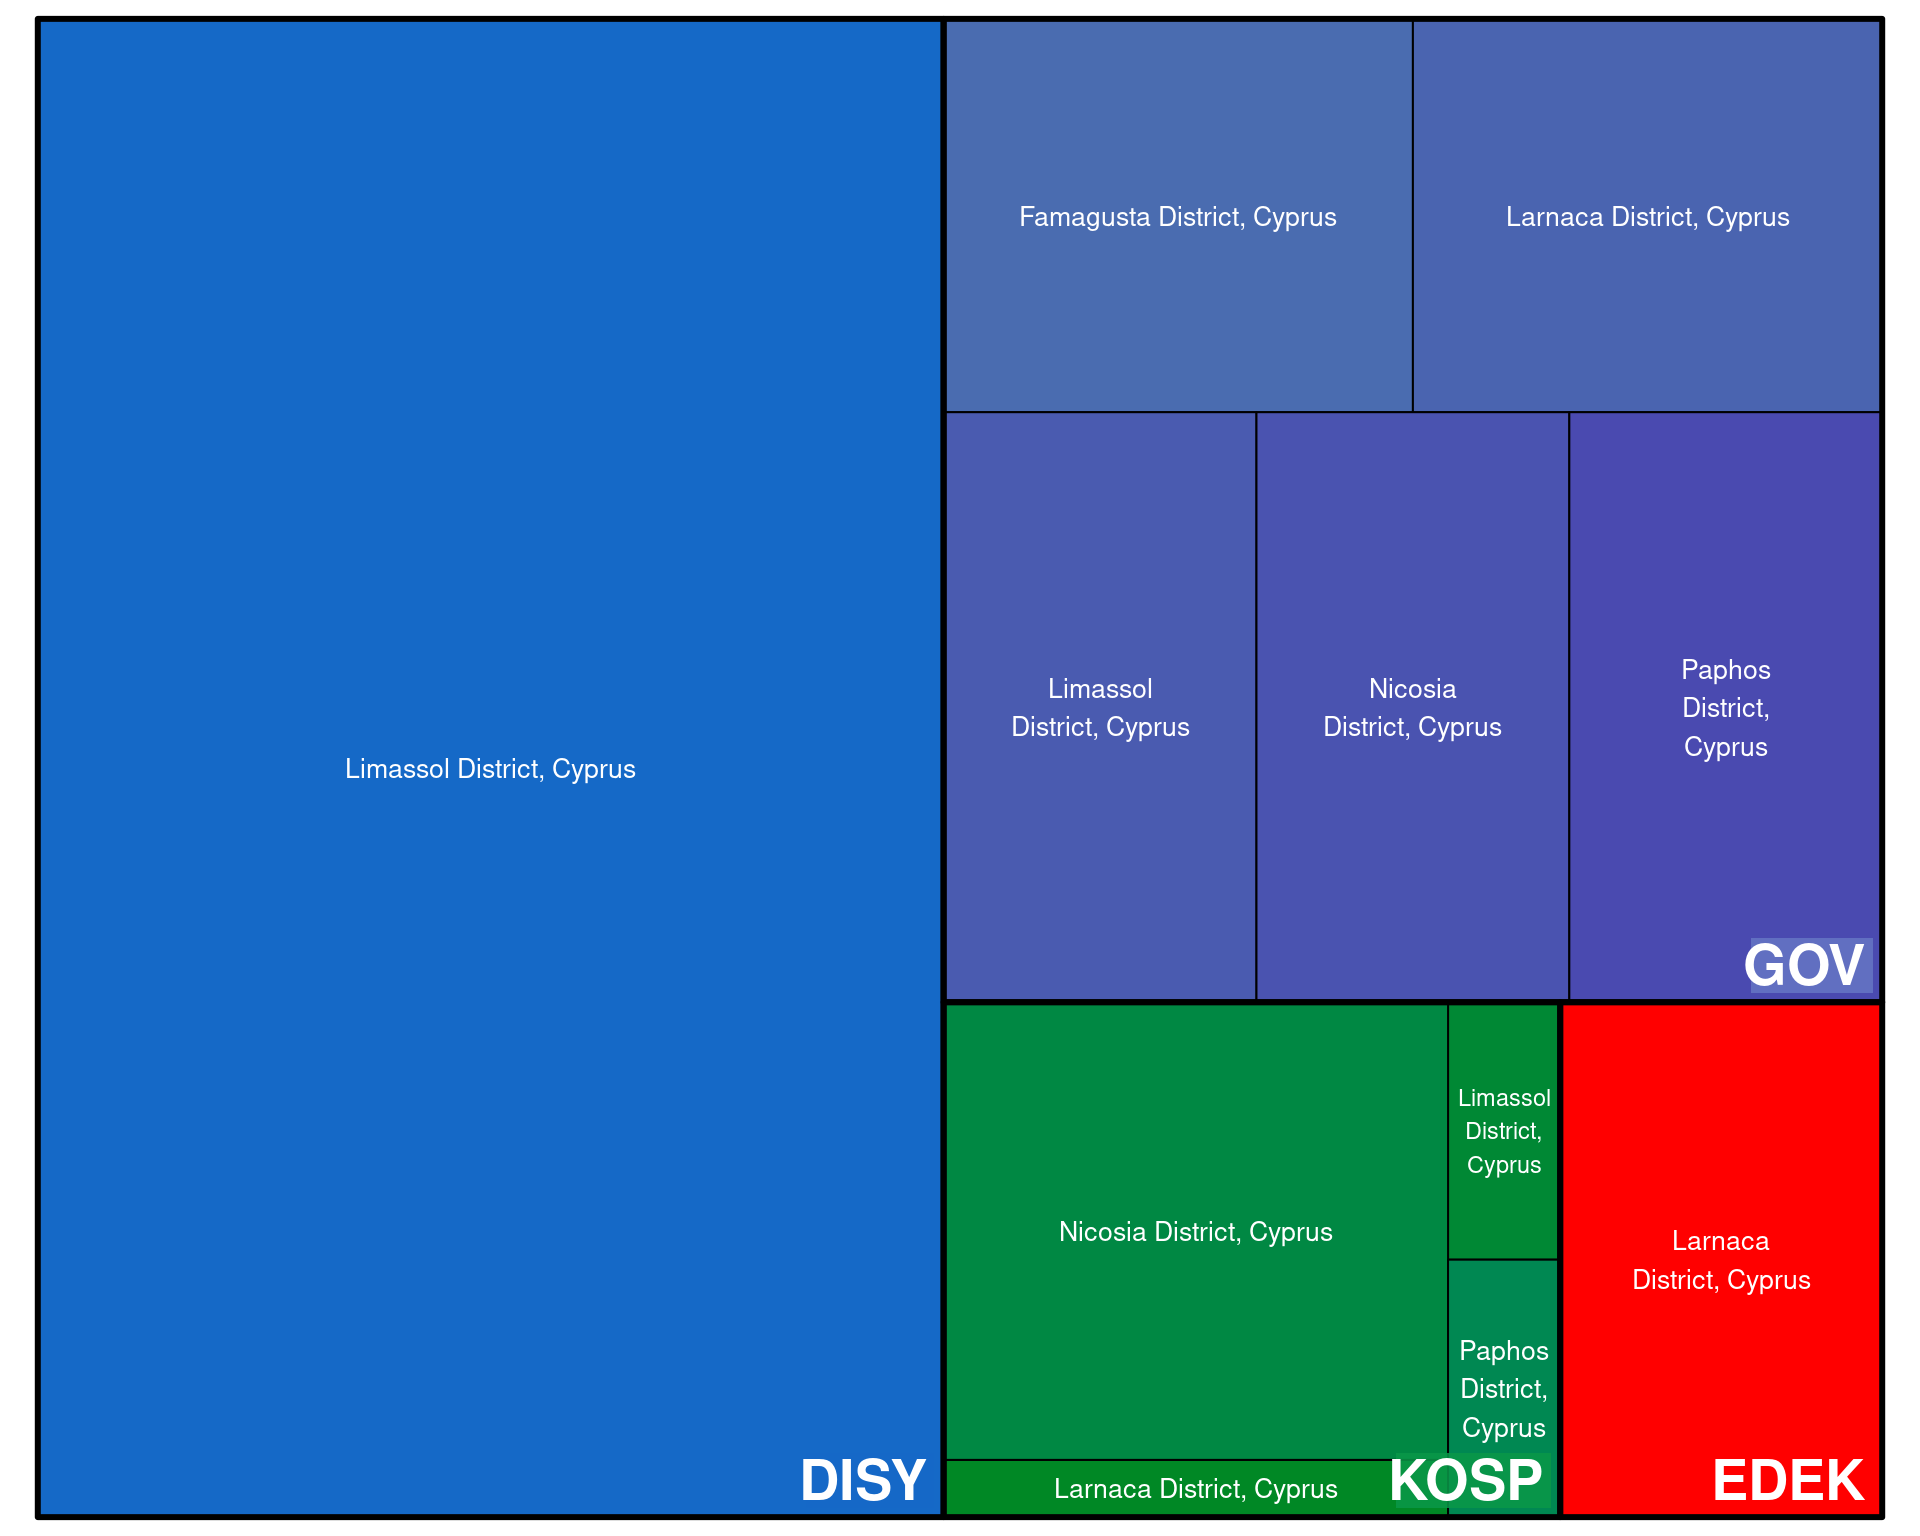 Limassol District, Cyprus
DISY
Famagusta District, Cyprus
Larnaca District, Cyprus
Limassol
District, Cyprus
Nicosia
District, Cyprus
Paphos
District,
Cyprus
GOV
Nicosia District, Cyprus
Limassol
District,
Cyprus
Paphos
District,
Cyprus
Larnaca District, Cyprus
KOSP
Larnaca
District, Cyprus
EDEK